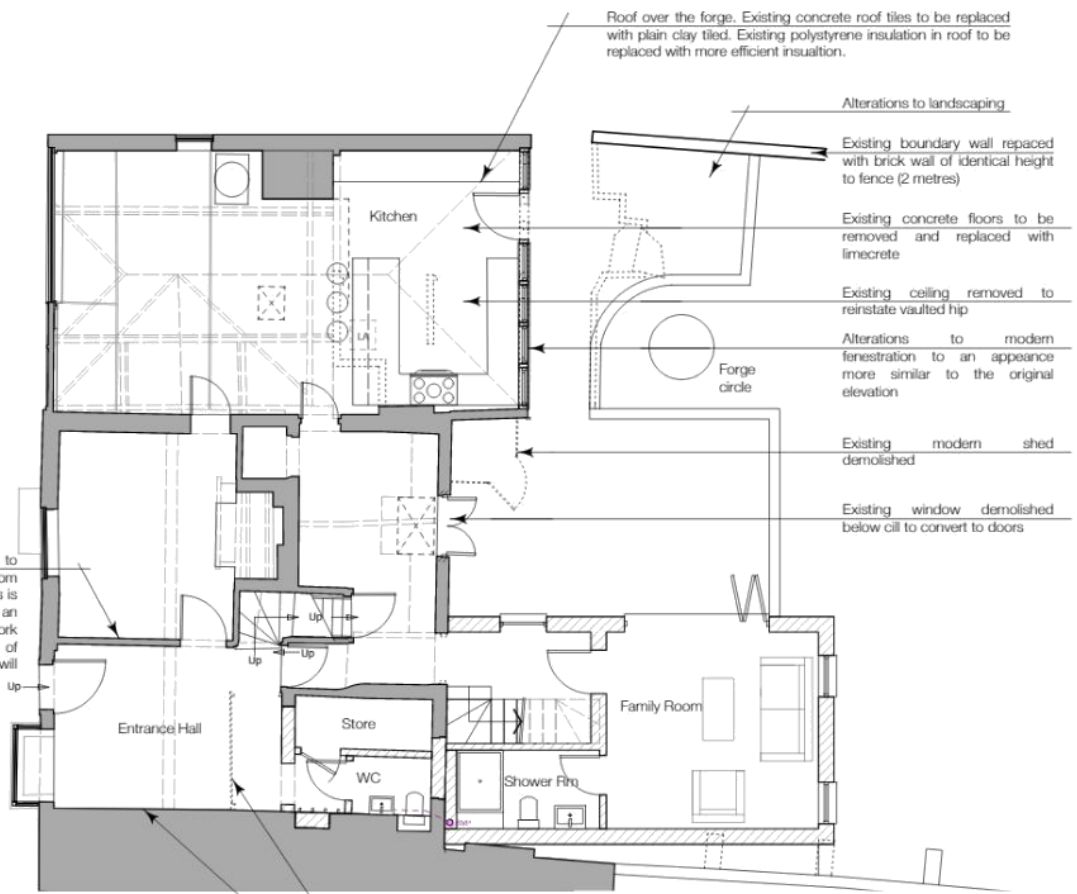 Roof over the forge. Existing concrete roof tiles to be replaced
with plain clay tiled. Existing polystyrene insulation in roof to be
replaced with more efficient insualtion.
Alterations to landscaping
Existing boundary wall repaced
with brick wall of identical height
to fence (2 metres)
Kitchen
Existing concrete floors to be
removed and replaced with
limecrete
Existing ceiling removed to
reinstate vaulted hip
Alterations to modern
fenestration to an appeance
more similar to the original
elevation
Forge
circle
Existing modern shed
demolished
Existing window demolished
below cill to convert to doors
to
om
s is
an
ork
of
will
Up
Up
Up
Up
Entrance Hall
Store
WC
Family Room
Shower Rm